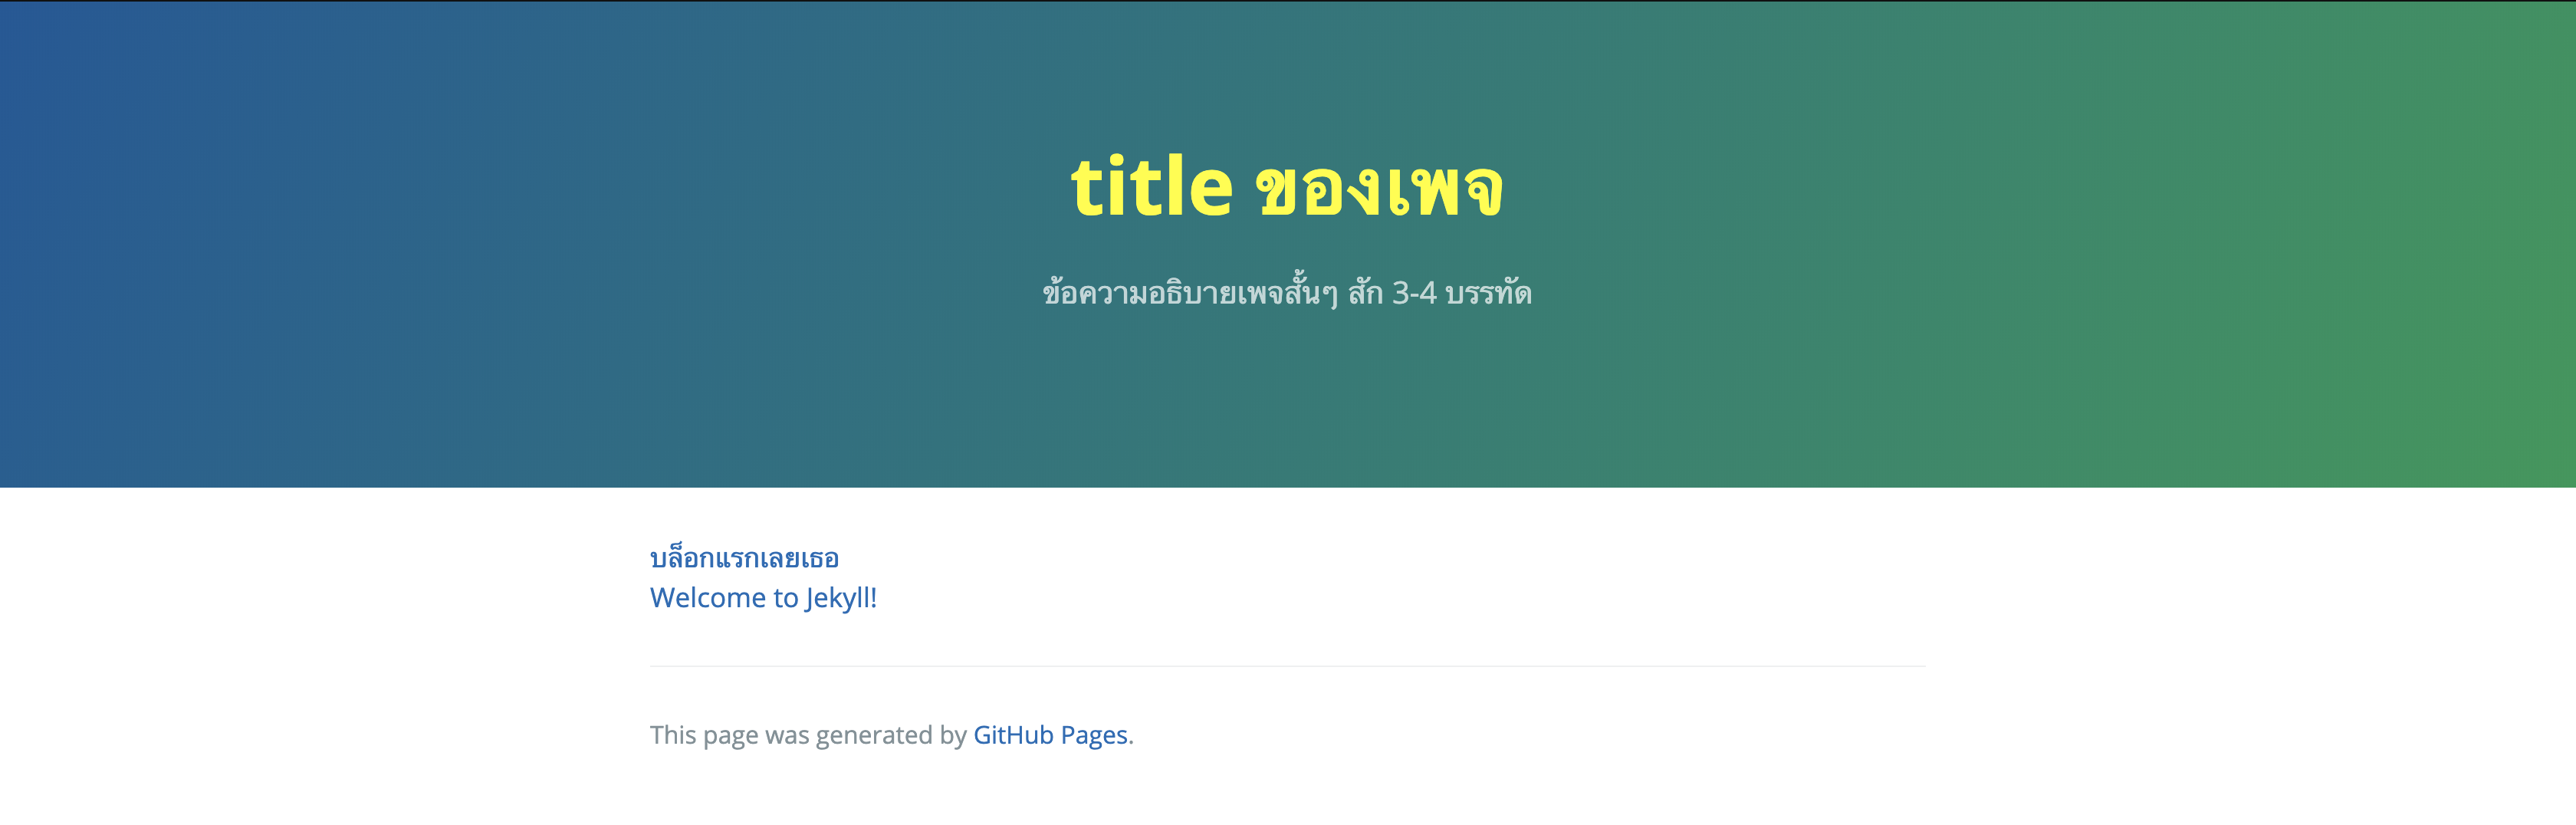 title ของเพจ
ข้อความอธิบายเพจสั้นๆ สัก 3-4 บรรทัด
บล็อกแรกเลยเธอ
Welcome to Jekyll!
This page was generated by GitHub Pages.